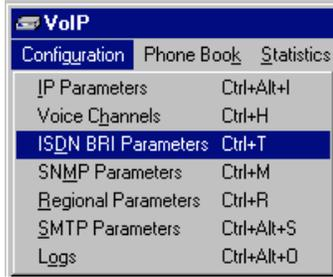 VoIP
Configuration Phone Book Statistics
IP Parameters Ctrl+Alt+I
Voice Channels Ctrl+H
ISDN BRI Parameters Ctrl+T
SNMP Parameters Ctrl+M
Regional Parameters Ctrl+R
SMTP Parameters Ctrl+Alt+S
Logs Ctrl+Alt+O